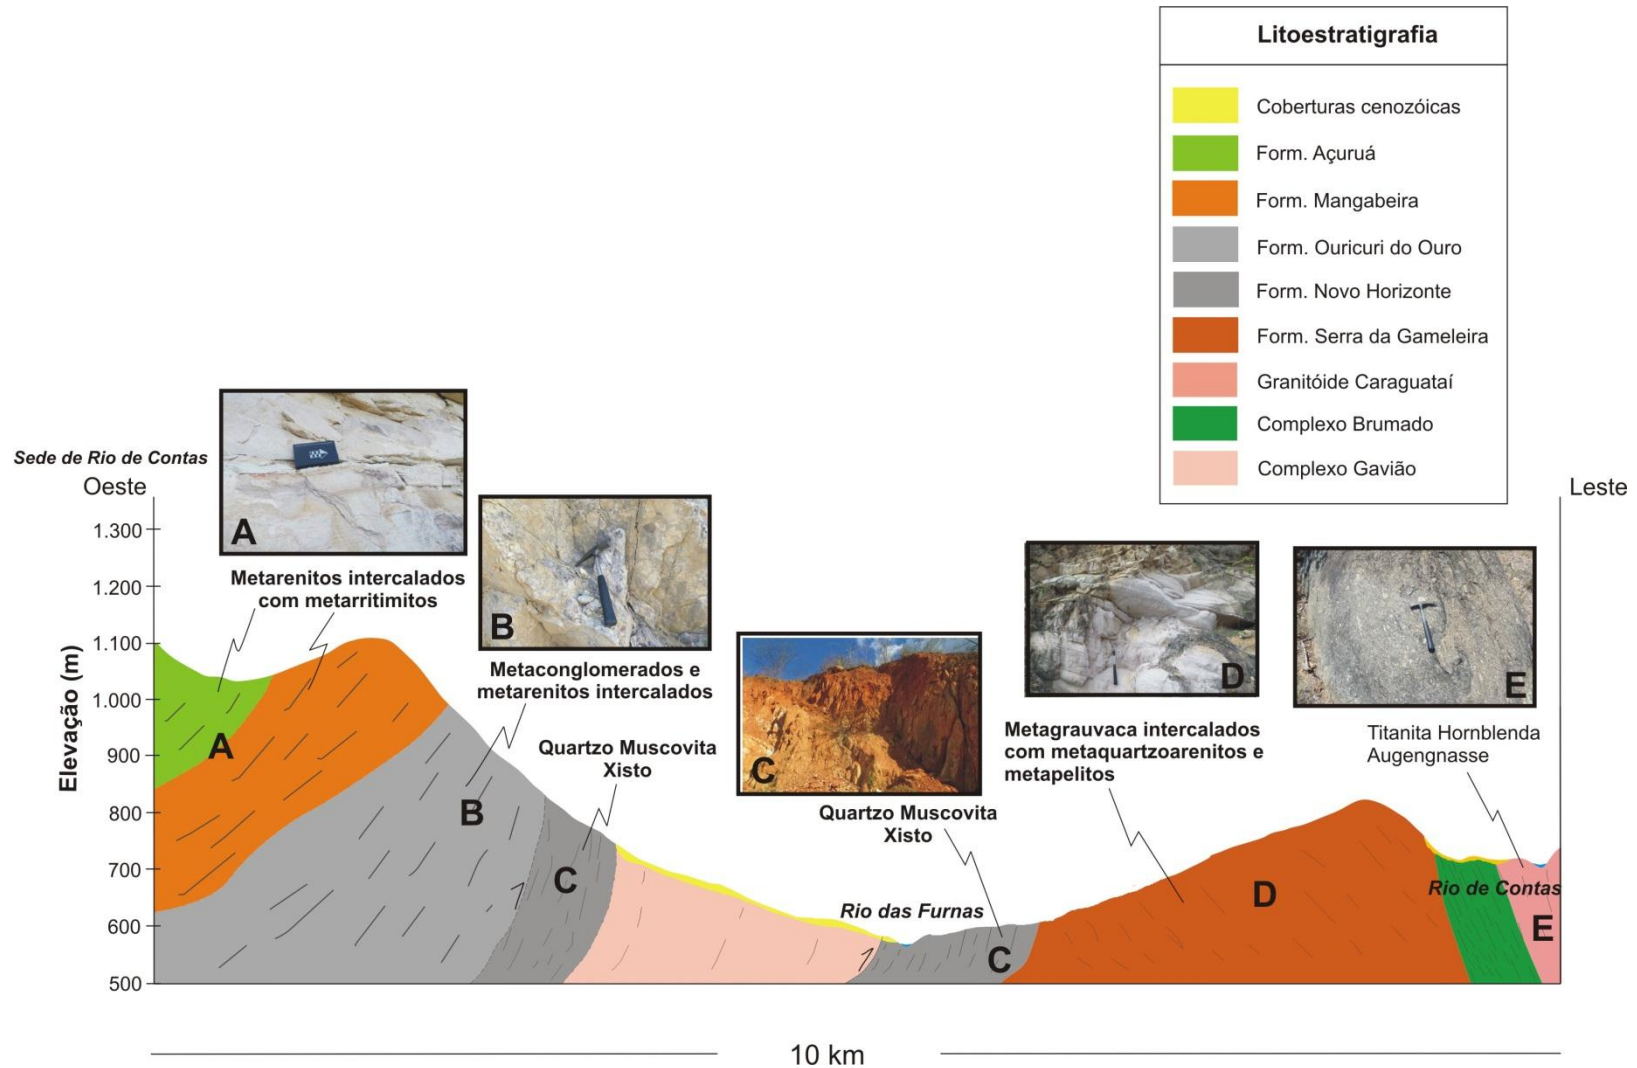 Litoestratigrafia
Coberturas cenozóicas
Form. Açuruá
Form. Mangabeira
Form. Ouricuri do Ouro
Form. Novo Horizonte
Form. Serra da Gameleira
Granitóide Caraguataí
Complexo Brumado
Complexo Gavião
Sede de Rio de Contas
Oeste
Leste
Elevação (m)
1.300
1.200
1.100
1.000
900
800
700
600
500
A
Metarenitos intercalados
com metarritimitos
B
Metaconglomerados e
metarenitos intercalados
Quartzo Muscovita
Xisto
C
Quartzo Muscovita
Xisto
D
Metagrauvaca intercalados
com metaquartzoarenitos e
metapelitos
E
Titanita Hornblenda
Augengnasse
A
B
C
Rio das Furnas
C
D
Rio de Contas
E
10 km